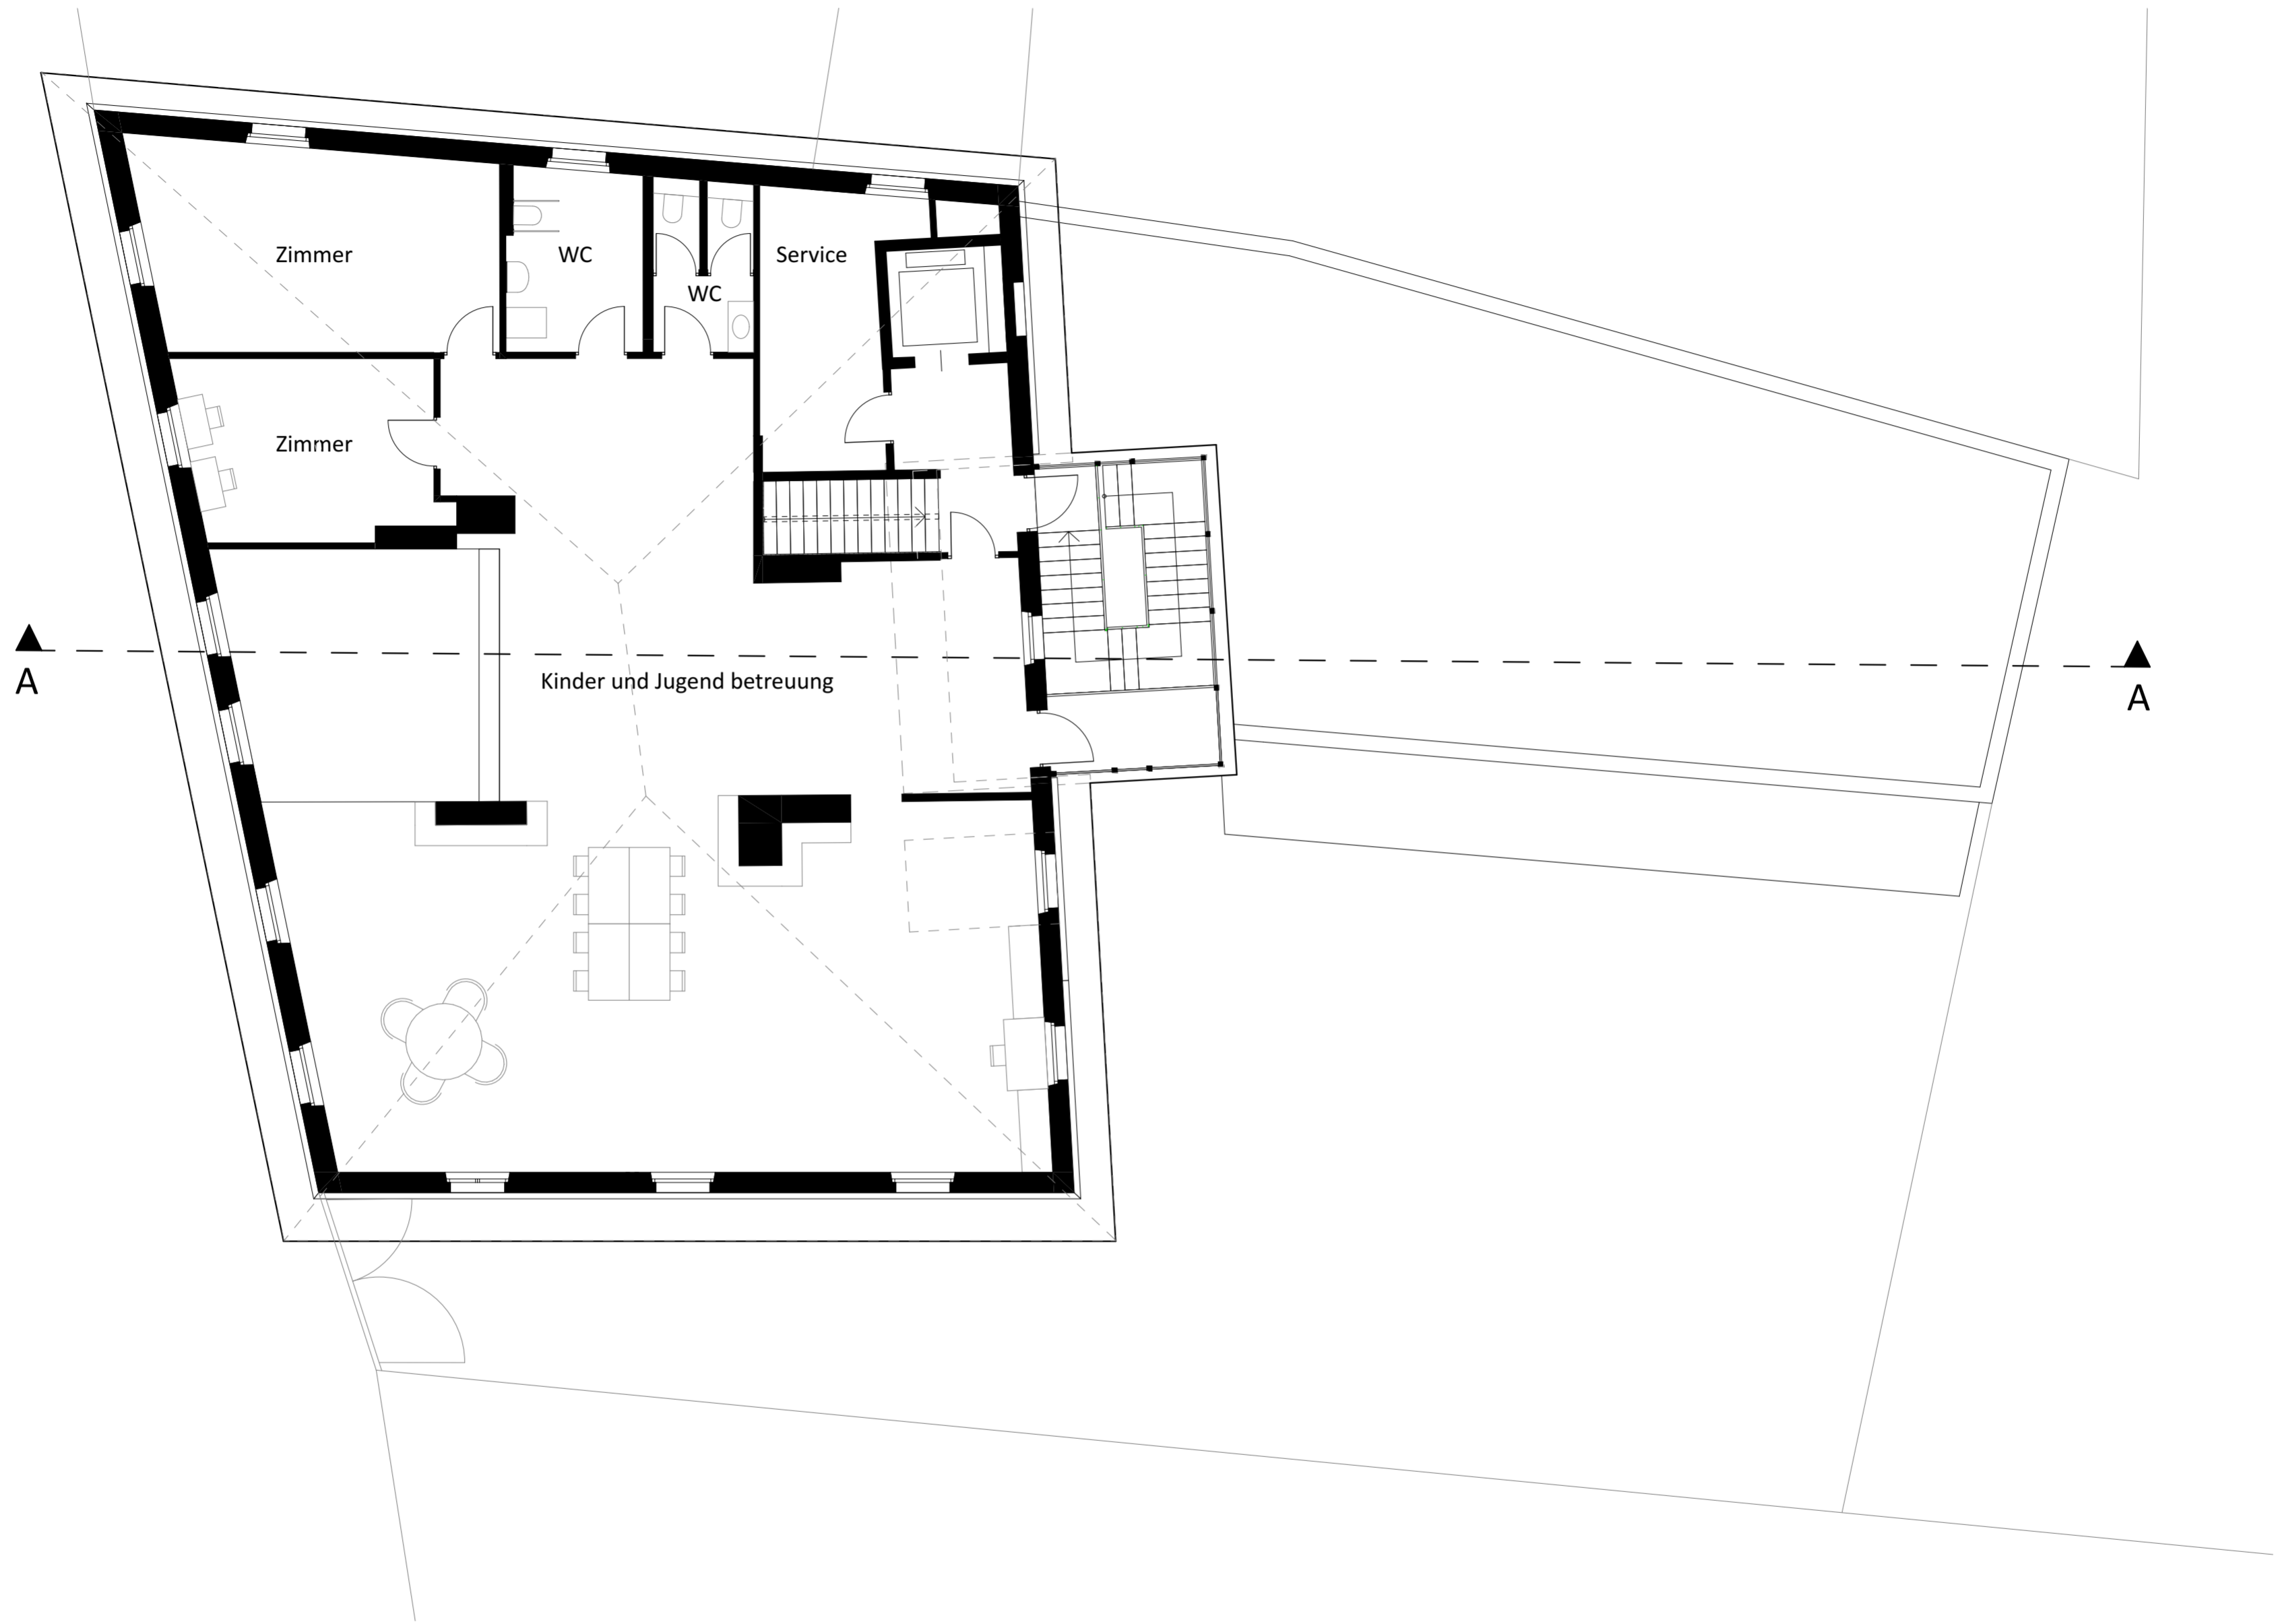 Zimmer
WC
Service
WC
Zimmer
A
Kinder und Jugend betreuung
A